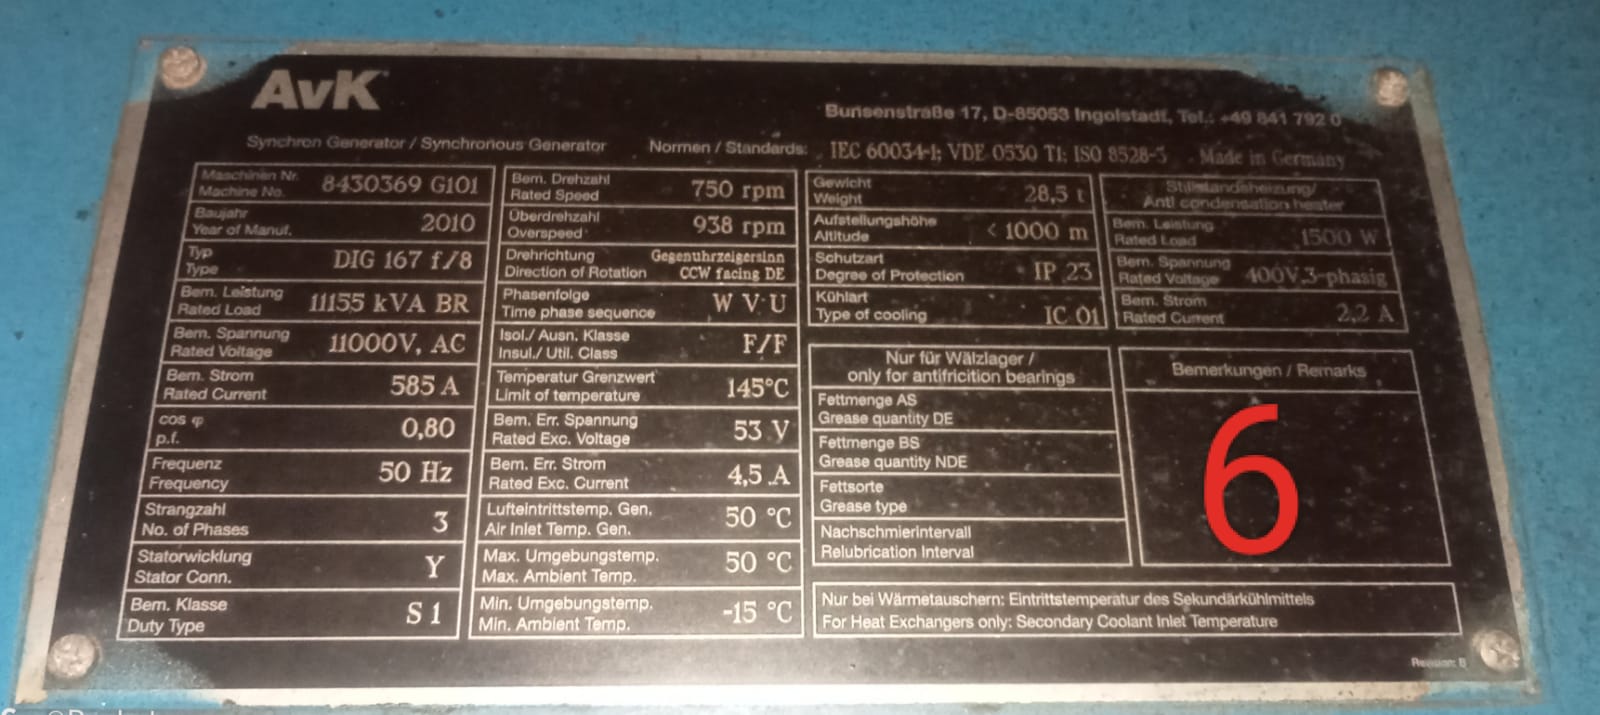 AvK
Bunsenstraße 17, D-85053 Ingolstadt, Tel.: +49 841 792 0
Synchron Generator / Synchronous Generator
Normen / Standards: IEC 60034-1; VDE 0530 T1; ISO 8528-3 Made in Germany
Maschinen Nr.
Machine No. 8430369 G101
Baujahr
Year of Manuf. 2010
Typ
Type DIG 167 f/8
Bem. Leistung
Rated Load 11155 kVA BR
Bem. Spannung
Rated Voltage 11000V, AC
Bem. Strom
Rated Current 585 A
cos φ
p.f. 0,80
Frequenz
Frequency 50 Hz
Strangzahl
No. of Phases 3
Statorwicklung
Stator Conn. Y
Bem. Klasse
Duty Type S 1
Bem. Drehzahl
Rated Speed 750 rpm
Überdrehzahl
Overspeed 938 rpm
Drehrichtung Gegenuhrzeigersinn
Direction of Rotation CCW facing DE
Phasenfolge
Time phase sequence W V U
Isol./ Ausn. Klasse
Insul./ Util. Class F/F
Temperatur Grenzwert
Limit of temperature 145°C
Bem. Err. Spannung
Rated Exc. Voltage 53 V
Bem. Err. Strom
Rated Exc. Current 4,5 A
Lufteintrittstemp. Gen.
Air Inlet Temp. Gen. 50 °C
Max. Umgebungstemp.
Max. Ambient Temp. 50 °C
Min. Umgebungstemp.
Min. Ambient Temp. -15 °C
Gewicht
Weight 28,5 t
Aufstellungshöhe
Altitude < 1000 m
Schutzart
Degree of Protection IP 23
Kühlart
Type of cooling IC 01
Stillstandsheizung/
Anti condensation heater
Bem. Leistung
Rated Load 1500 W
Bem. Spannung
Rated Voltage 400V,3-phasig
Bem. Strom
Rated Current 2,2 A
Nur für Wälzlager /
only for antifricition bearings
Fettmenge AS
Grease quantity DE
Fettmenge BS
Grease quantity NDE
Fettsorte
Grease type
Nachschmierintervall
Relubrication Interval
Bemerkungen / Remarks
6
Nur bei Wärmetauschern: Eintrittstemperatur des Sekundärkühlmittels
For Heat Exchangers only: Secondary Coolant Inlet Temperature
Revision: B